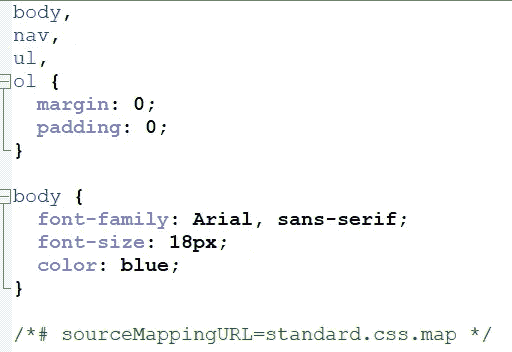 body,
nav,
ul,
ol {
  margin: 0;
  padding: 0;
}

body {
  font-family: Arial, sans-serif;
  font-size: 18px;
  color: blue;
}

/*# sourceMappingURL=standard.css.map */